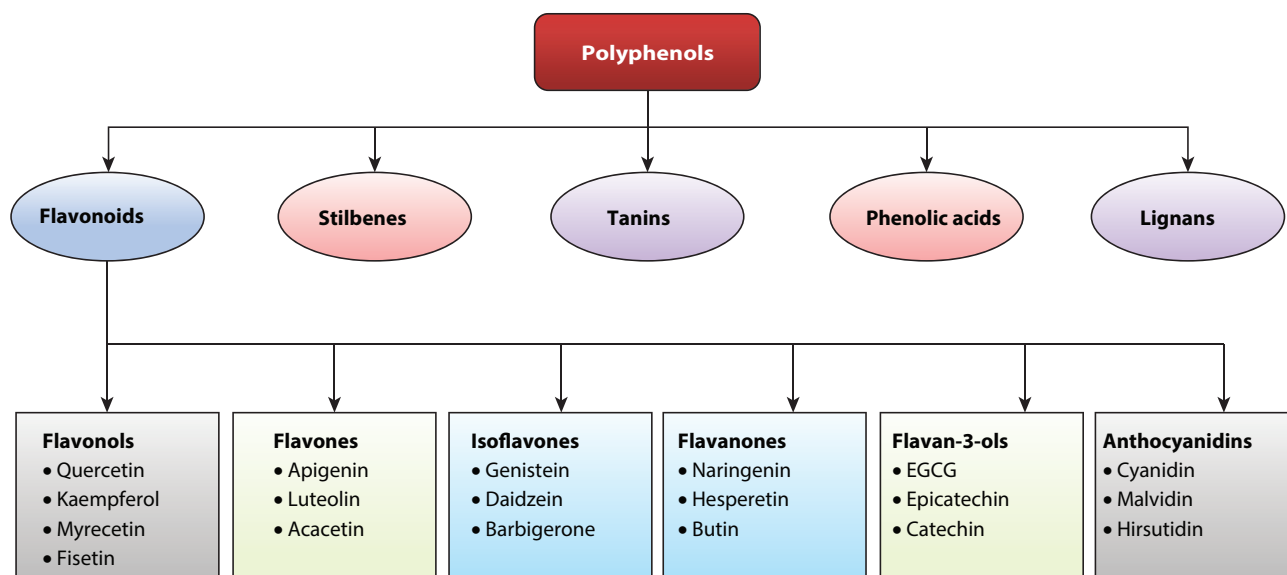 Polyphenols
Flavonoids
Stilbenes
Tanins
Phenolic acids
Lignans
Flavonols
• Quercetin
• Kaempferol
• Myrecetin
• Fisetin
Flavones
• Apigenin
• Luteolin
• Acacetin
Isoflavones
• Genistein
• Daidzein
• Barbigerone
Flavanones
• Naringenin
• Hesperetin
• Butin
Flavan-3-ols
• EGCG
• Epicatechin
• Catechin
Anthocyanidins
• Cyanidin
• Malvidin
• Hirsutidin